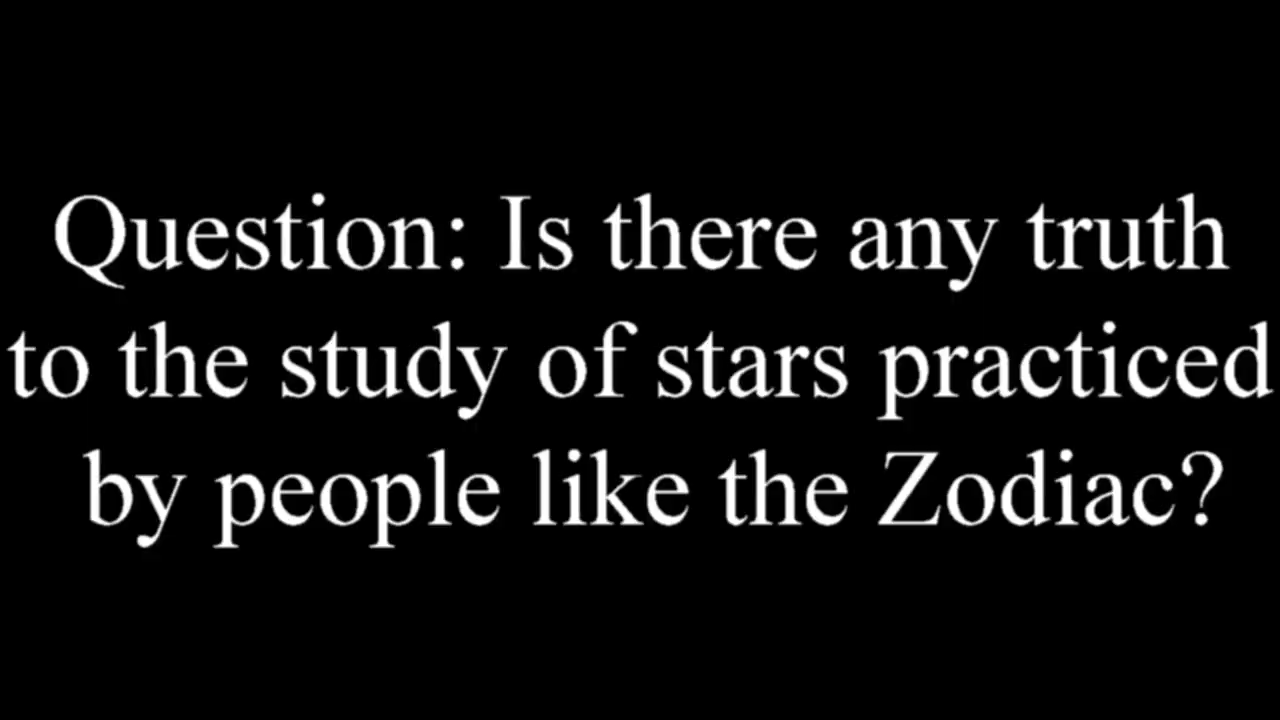 Question: Is there any truth
to the study of stars practiced
by people like the Zodiac?